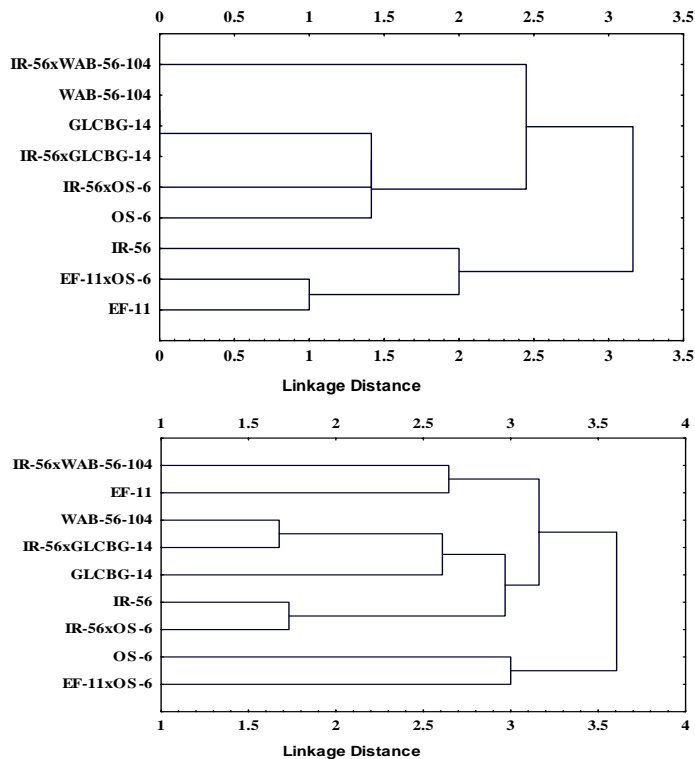 0 0.5 1 1.5 2 2.5 3 3.5
IR-56xWAB-56-104
WAB-56-104
GLCBG-14
IR-56xGLCBG-14
IR-56xOS-6
OS-6
IR-56
EF-11xOS-6
EF-11
0 0.5 1 1.5 2 2.5 3 3.5
Linkage Distance
1 1.5 2 2.5 3 3.5 4
IR-56xWAB-56-104
EF-11
WAB-56-104
IR-56xGLCBG-14
GLCBG-14
IR-56
IR-56xOS-6
OS-6
EF-11xOS-6
1 1.5 2 2.5 3 3.5 4
Linkage Distance